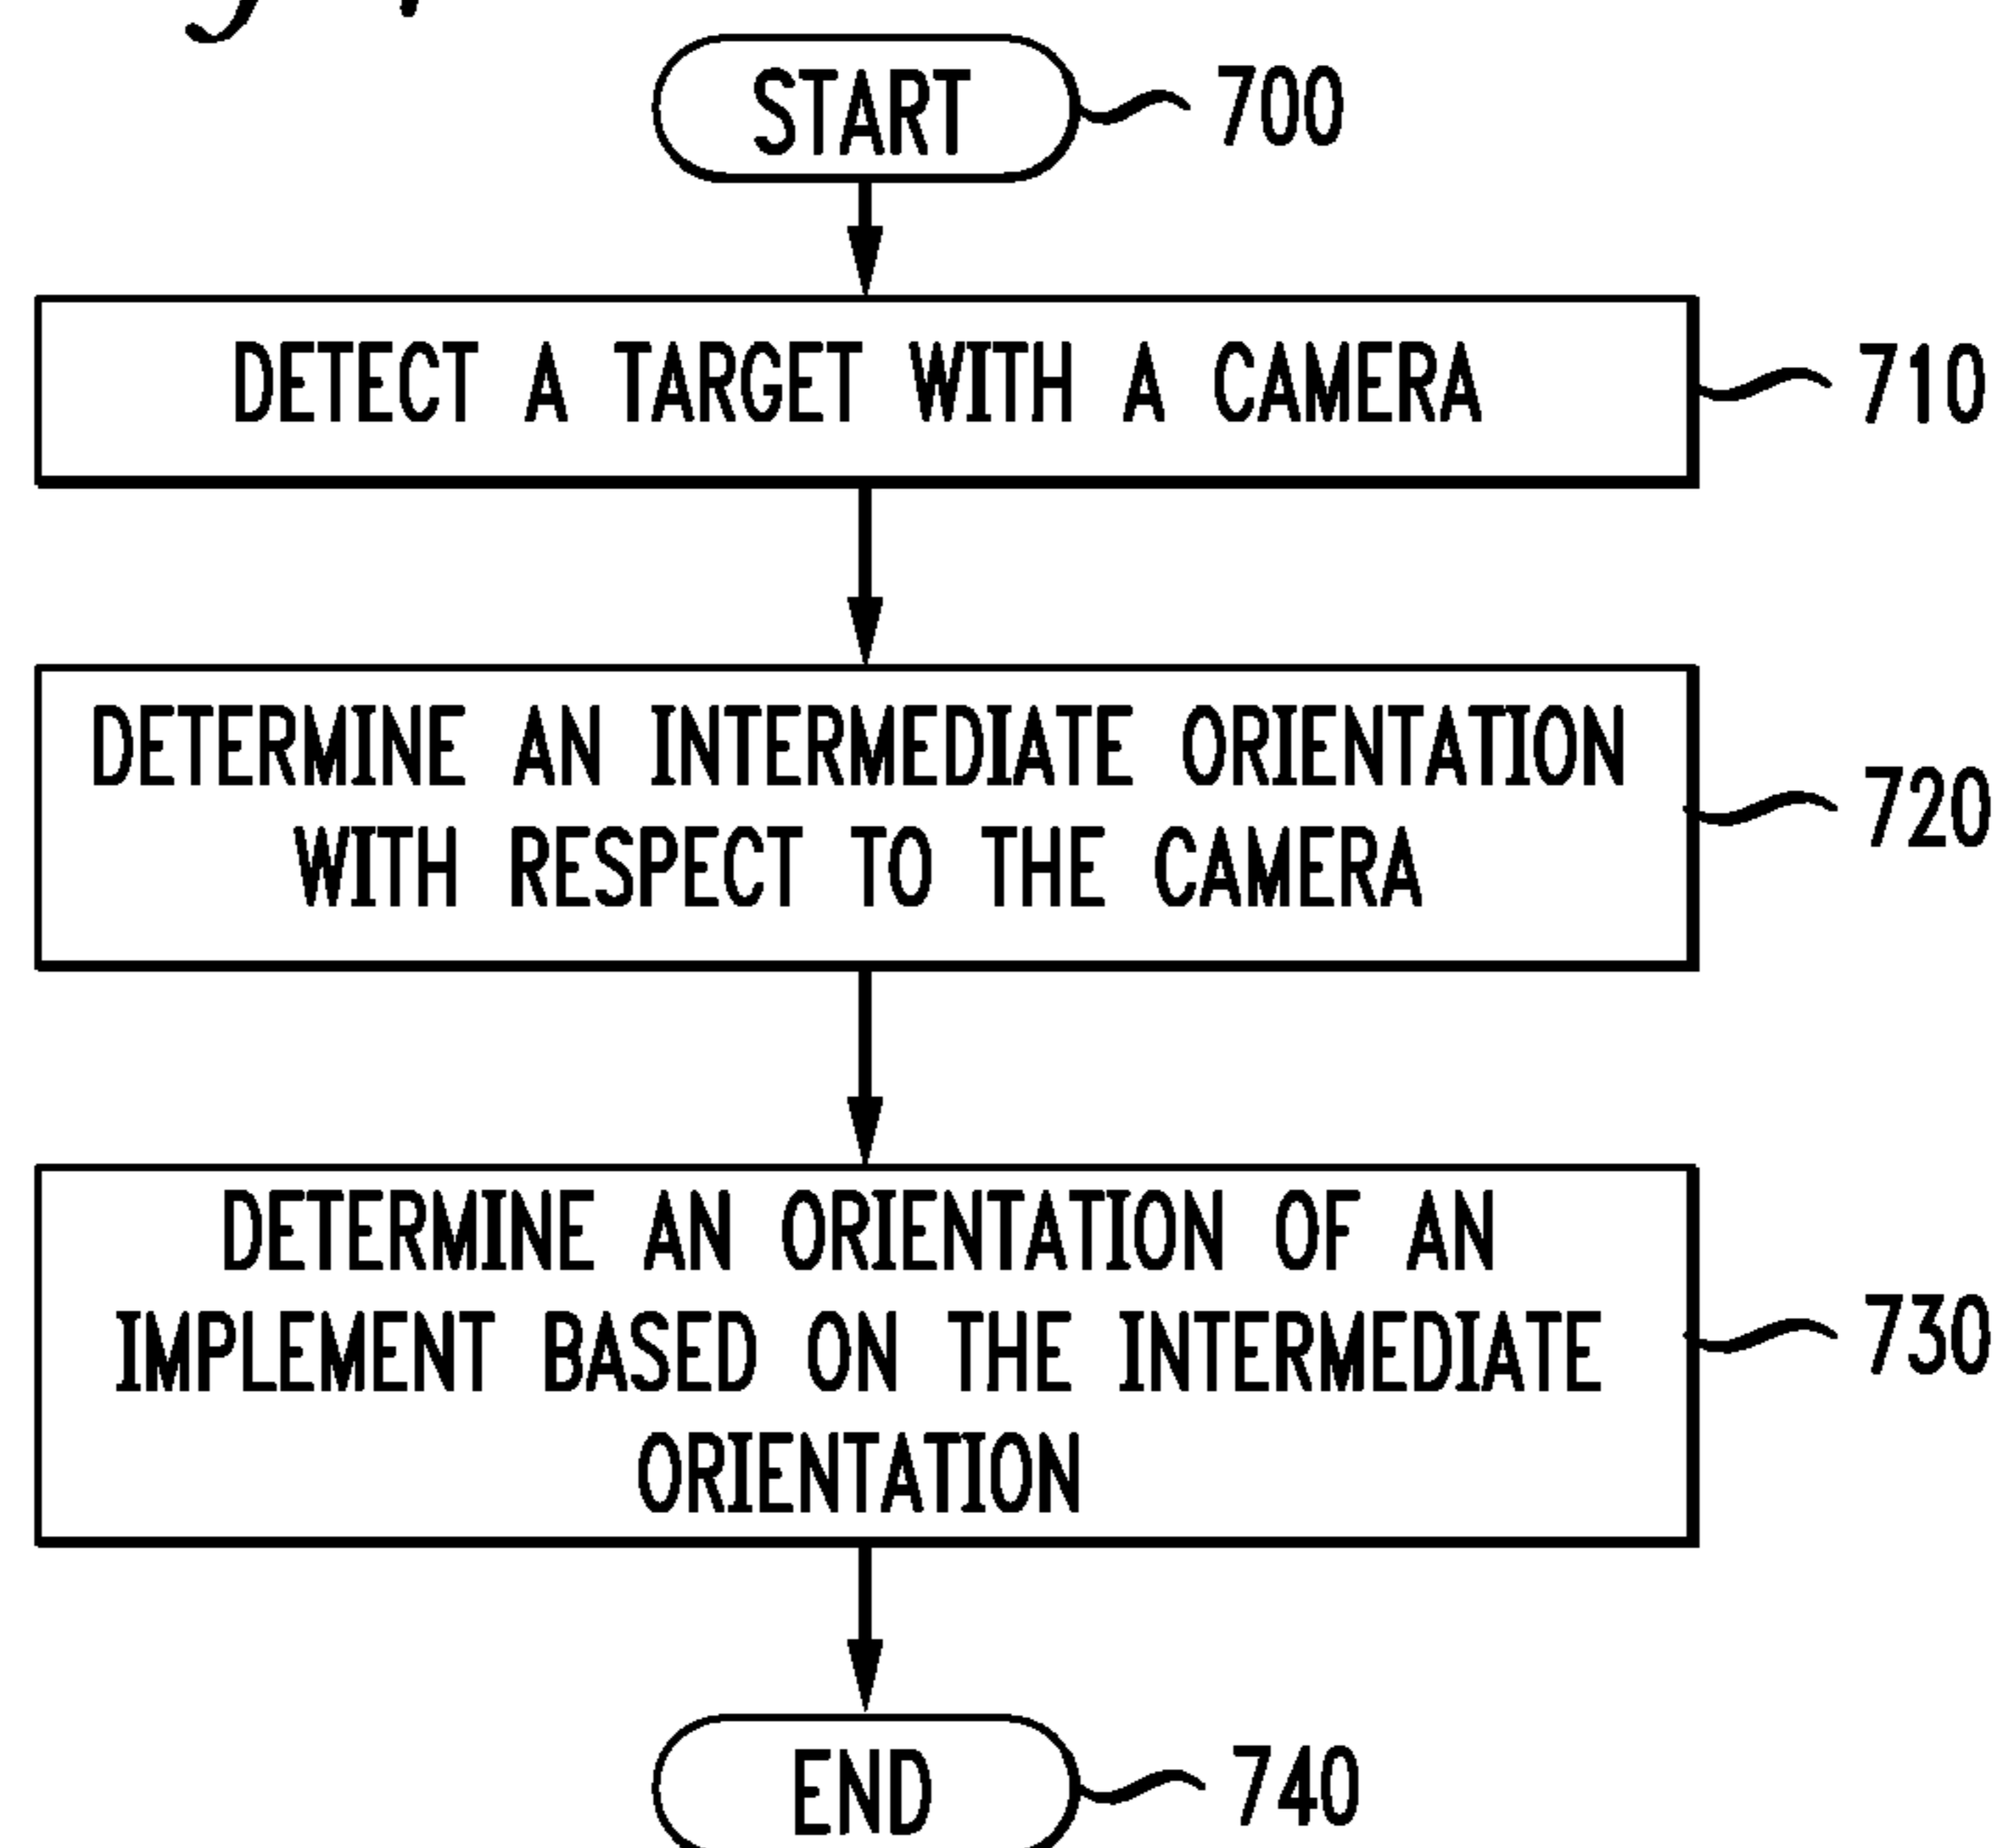 START 700
DETECT A TARGET WITH A CAMERA 710
DETERMINE AN INTERMEDIATE ORIENTATION
WITH RESPECT TO THE CAMERA
720
DETERMINE AN ORIENTATION OF AN
IMPLEMENT BASED ON THE INTERMEDIATE
ORIENTATION
730
END 740